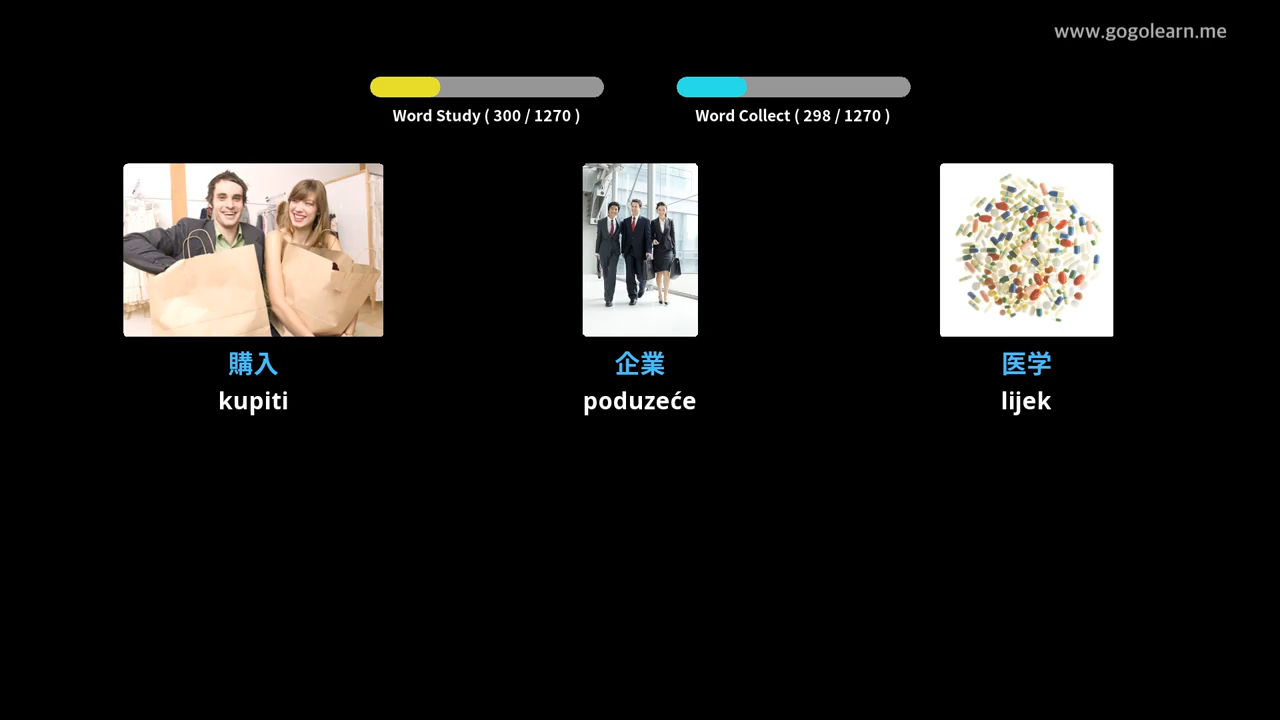 www.gogolearn.me
Word Study ( 300 / 1270 )
Word Collect ( 298 / 1270 )
購入
kupiti
企業
poduzeće
医学
lijek